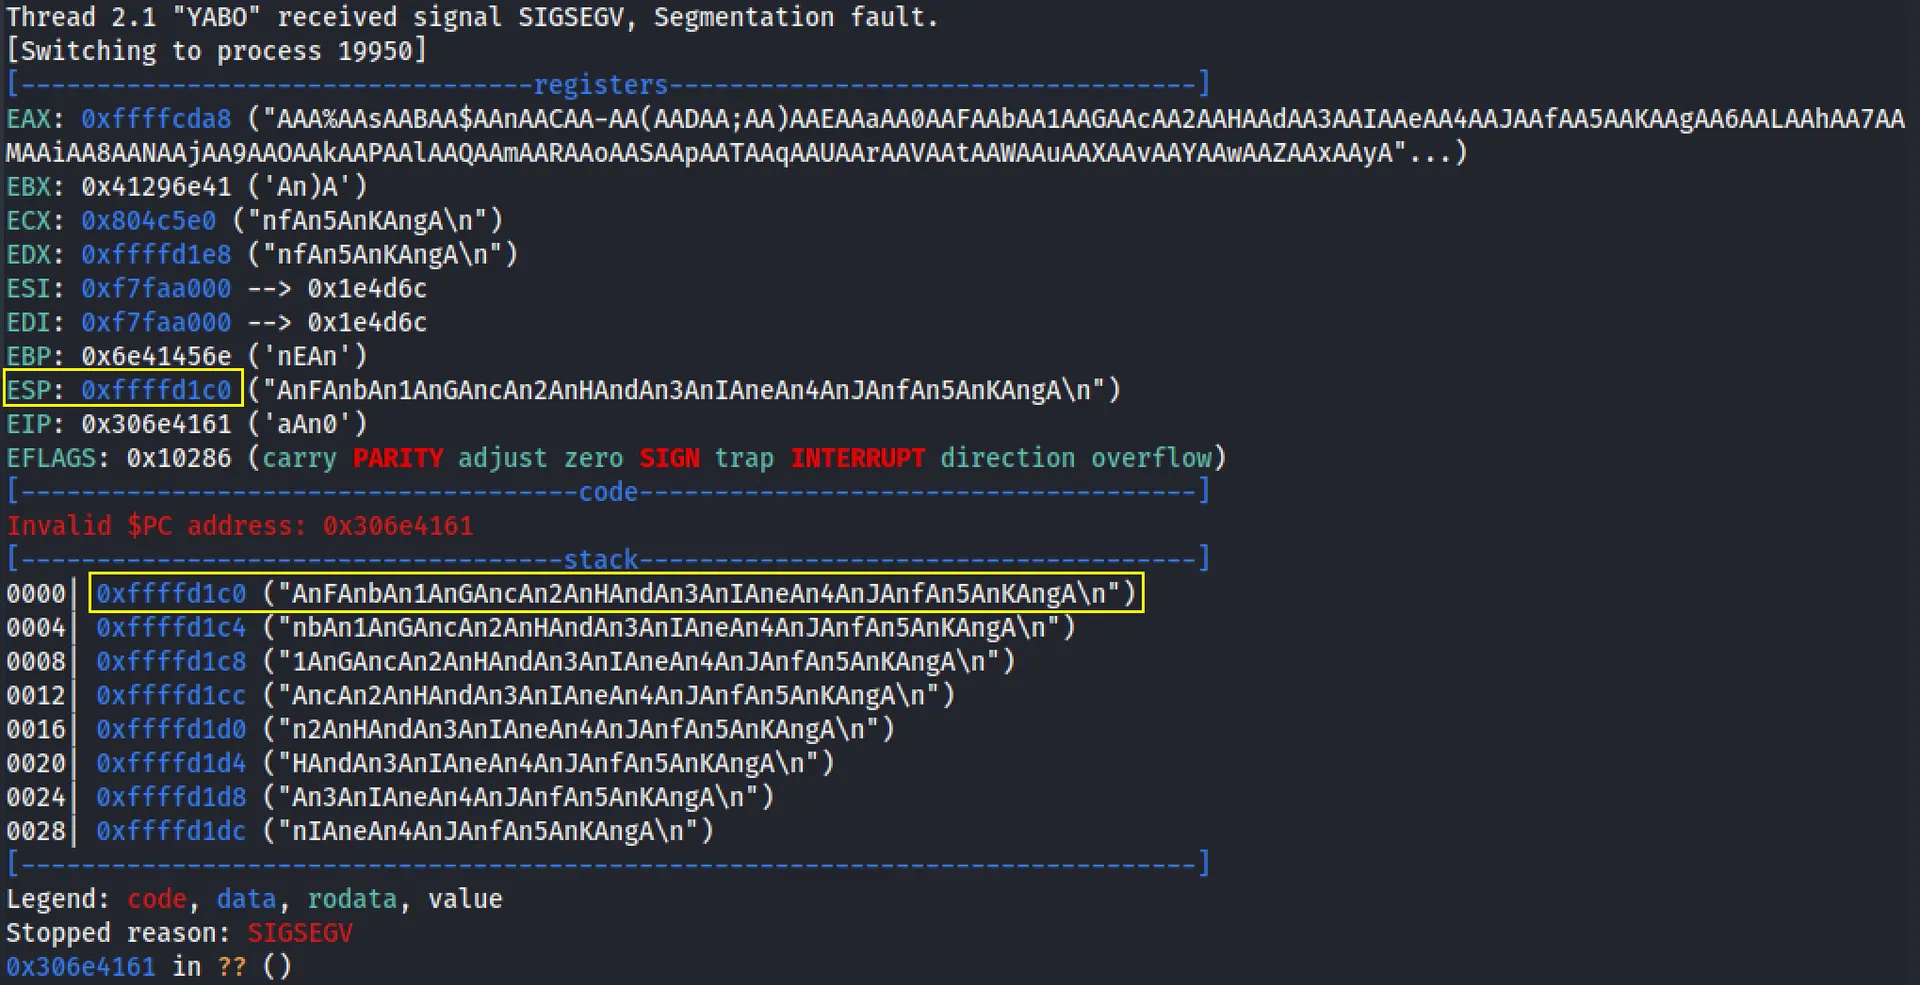 Thread 2.1 "YABO" received signal SIGSEGV, Segmentation fault.
[Switching to process 19950]
[----------------------------------registers-----------------------------------]
EAX: 0xffffcda8 ("AAA%AAsAABAA$AAnAACAA-AA(AADAA;AA)AAEAAaAA0AAFAAbAA1AAGAAcAA2AAHAAdAA3AAIAAeAA4AAJAAfAA5AAKAAgAA6AALAAhAA7AA
MAAiAA8AANAAjAA9AAOAAkAAPAAlAAQAAmAARAAoAASAApAATAAqAAUAArAAVAAtAAWAAuAAXAAvAAYAAwAAZAAxAAyA"...)
EBX: 0x41296e41 ('An)A')
ECX: 0x804c5e0 ("nfAn5AnKAngA\n")
EDX: 0xffffd1e8 ("nfAn5AnKAngA\n")
ESI: 0xf7faa000 --> 0x1e4d6c
EDI: 0xf7faa000 --> 0x1e4d6c
EBP: 0x6e41456e ('nEAn')
ESP: 0xffffd1c0 ("AnFAnbAn1AnGAncAn2AnHAndAn3AnIAneAn4AnJAnfAn5AnKAngA\n")
EIP: 0x306e4161 ('aAn0')
EFLAGS: 0x10286 (carry PARITY adjust zero SIGN trap INTERRUPT direction overflow)
[-------------------------------------code-------------------------------------]
Invalid $PC address: 0x306e4161
[------------------------------------stack-------------------------------------]
0000| 0xffffd1c0 ("AnFAnbAn1AnGAncAn2AnHAndAn3AnIAneAn4AnJAnfAn5AnKAngA\n")
0004| 0xffffd1c4 ("nbAn1AnGAncAn2AnHAndAn3AnIAneAn4AnJAnfAn5AnKAngA\n")
0008| 0xffffd1c8 ("1AnGAncAn2AnHAndAn3AnIAneAn4AnJAnfAn5AnKAngA\n")
0012| 0xffffd1cc ("AncAn2AnHAndAn3AnIAneAn4AnJAnfAn5AnKAngA\n")
0016| 0xffffd1d0 ("n2AnHAndAn3AnIAneAn4AnJAnfAn5AnKAngA\n")
0020| 0xffffd1d4 ("HAndAn3AnIAneAn4AnJAnfAn5AnKAngA\n")
0024| 0xffffd1d8 ("An3AnIAneAn4AnJAnfAn5AnKAngA\n")
0028| 0xffffd1dc ("nIAneAn4AnJAnfAn5AnKAngA\n")
[------------------------------------------------------------------------------]
Legend: code, data, rodata, value
Stopped reason: SIGSEGV
0x306e4161 in ?? ()